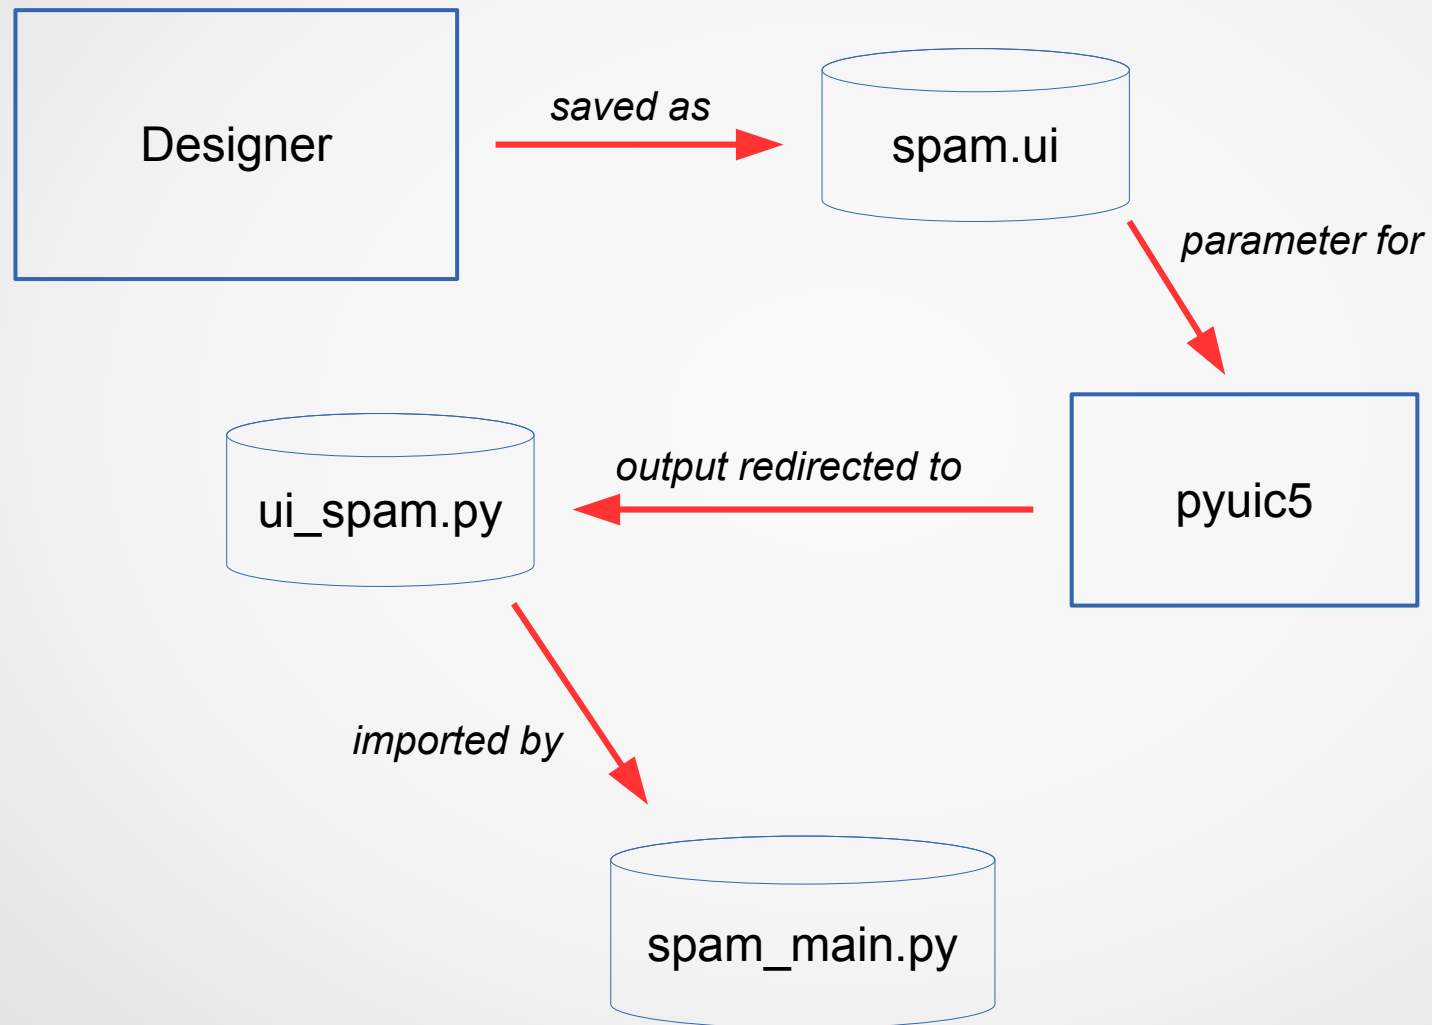 Designer
saved as
spam.ui
parameter for
pyuic5
output redirected to
ui_spam.py
imported by
spam_main.py